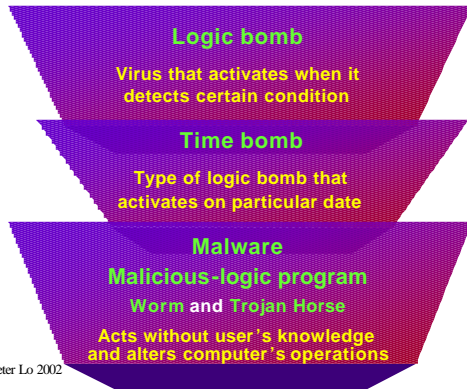 Logic bomb
Virus that activates when it
detects certain condition
Time bomb
Type of logic bomb that
activates on particular date
Malware
Malicious-logic program
Worm and Trojan Horse
Acts without user's knowledge
and alters computer's operations
eter Lo 2002